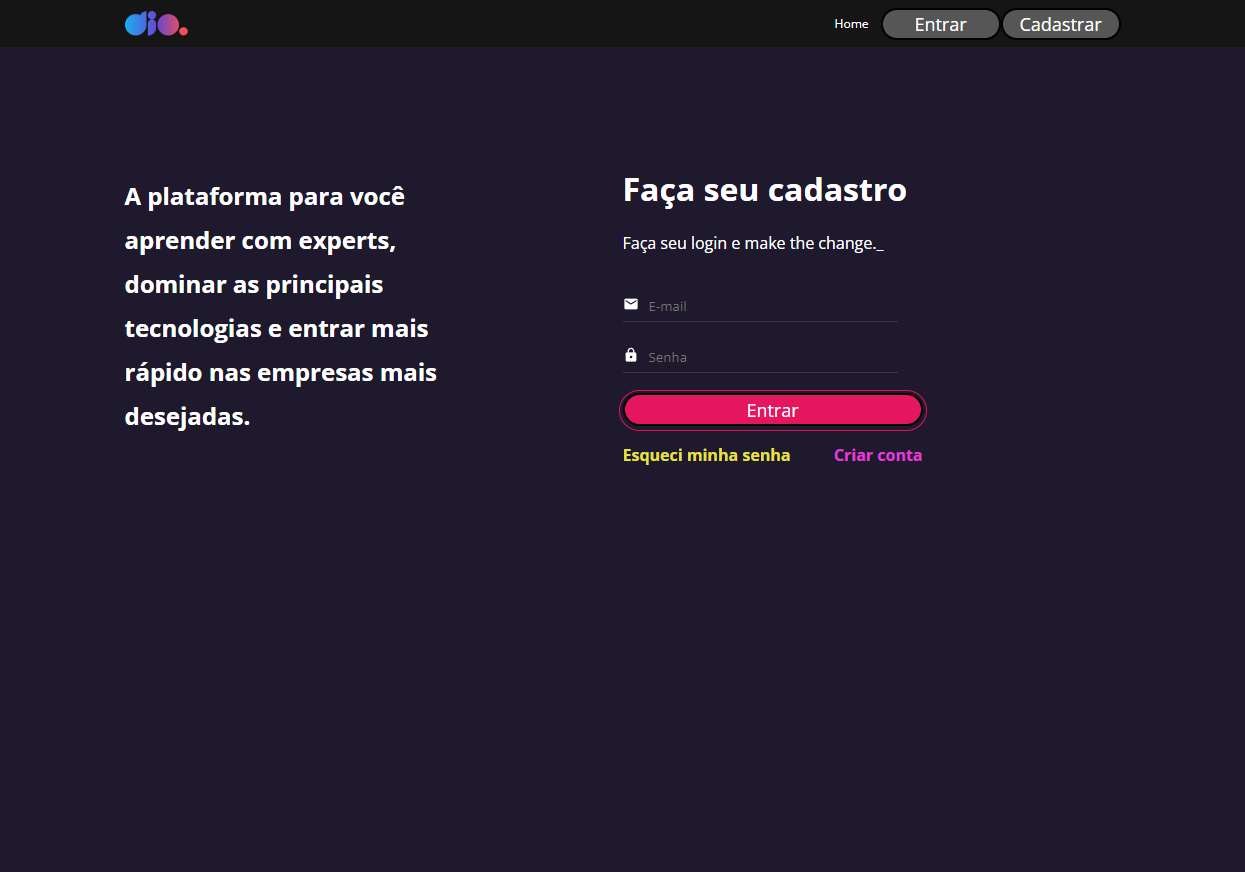 dio.
Home
Entrar
Cadastrar
A plataforma para você
aprender com experts,
dominar as principais
tecnologias e entrar mais
rápido nas empresas mais
desejadas.
Faça seu cadastro
Faça seu login e make the change._
E-mail
Senha
Entrar
Esqueci minha senha
Criar conta